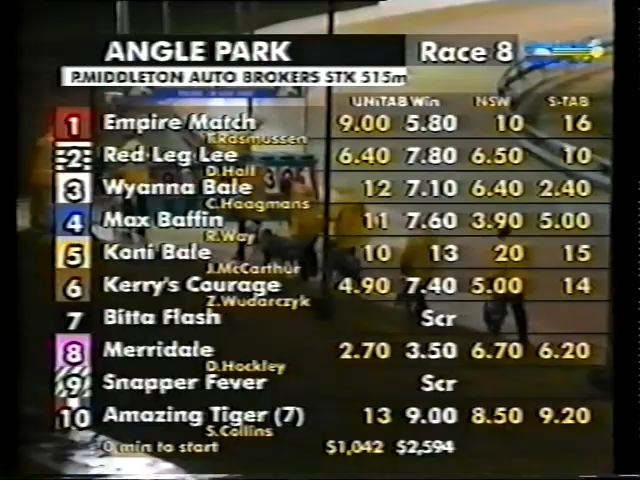 ANGLE PARK Race 8
P.MIDDLETON AUTO BROKERS STK 515m
UNiTAB Win NSW S-TAB
1 Empire Match 9.00 5.80 10 16
T.Rasmussen
2 Red Leg Lee 6.40 7.80 6.50 10
D.Hall
3 Wyanna Bale 12 7.10 6.40 2.40
C.Haagmans
4 Max Baffin 11 7.60 3.90 5.00
R.Way
5 Koni Bale 10 13 20 15
J.McCarthur
6 Kerry's Courage 4.90 7.40 5.00 14
Z.Wudarczyk
7 Bitta Flash Scr
8 Merridale 2.70 3.50 6.70 6.20
D.Hockley
9 Snapper Fever Scr
10 Amazing Tiger (7) 13 9.00 8.50 9.20
S.Collins
0 min to start $1,042 $2,594